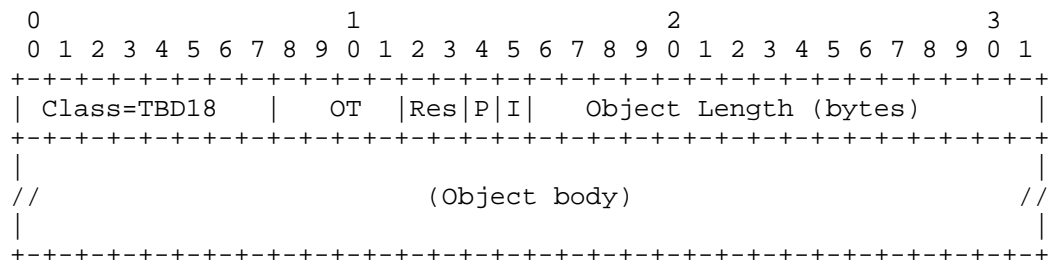 0                   1                   2                   3
 0 1 2 3 4 5 6 7 8 9 0 1 2 3 4 5 6 7 8 9 0 1 2 3 4 5 6 7 8 9 0 1
+-+-+-+-+-+-+-+-+-+-+-+-+-+-+-+-+-+-+-+-+-+-+-+-+-+-+-+-+-+-+-+-+
| Class=TBD18   |   OT  |Res|P|I|   Object Length (bytes)       |
+-+-+-+-+-+-+-+-+-+-+-+-+-+-+-+-+-+-+-+-+-+-+-+-+-+-+-+-+-+-+-+-+
|                                                               |
//                         (Object body)                       //
|                                                               |
+-+-+-+-+-+-+-+-+-+-+-+-+-+-+-+-+-+-+-+-+-+-+-+-+-+-+-+-+-+-+-+-+